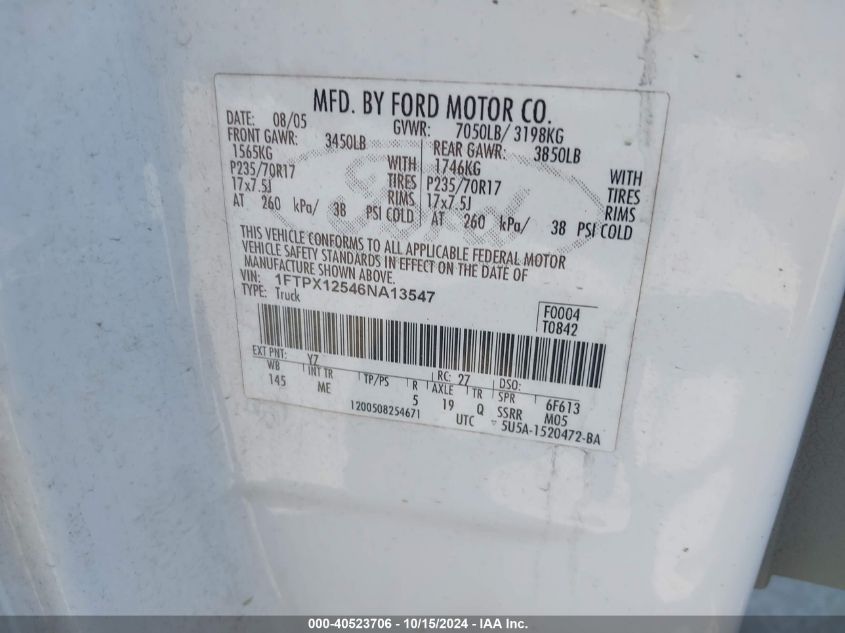 MFD. BY FORD MOTOR CO.
DATE: 08/05 GVWR: 7050LB/ 3198KG
FRONT GAWR: 3450LB REAR GAWR: 3850LB
1565KG WITH 1746KG WITH
P235/70R17 TIRES P235/70R17 TIRES
17x7.5J RIMS 17x7.5J RIMS
AT 260 kPa/ 38 PSI COLD AT 260 kPa/ 38 PSI COLD
THIS VEHICLE CONFORMS TO ALL APPLICABLE FEDERAL MOTOR
VEHICLE SAFETY STANDARDS IN EFFECT ON THE DATE OF
MANUFACTURE SHOWN ABOVE.
VIN: 1FTPX12546NA13547
TYPE: Truck
F0004
T0842
EXT PNT: YZ RC: 27 DSO:
WB INT TR TP/PS R AXLE TR SPR 6F613
145 ME 5 19 Q SSRR M05
1200508254671 UTC 5U5A-1520472-BA
Ford
000-40523706 - 10/15/2024 - IAA Inc.